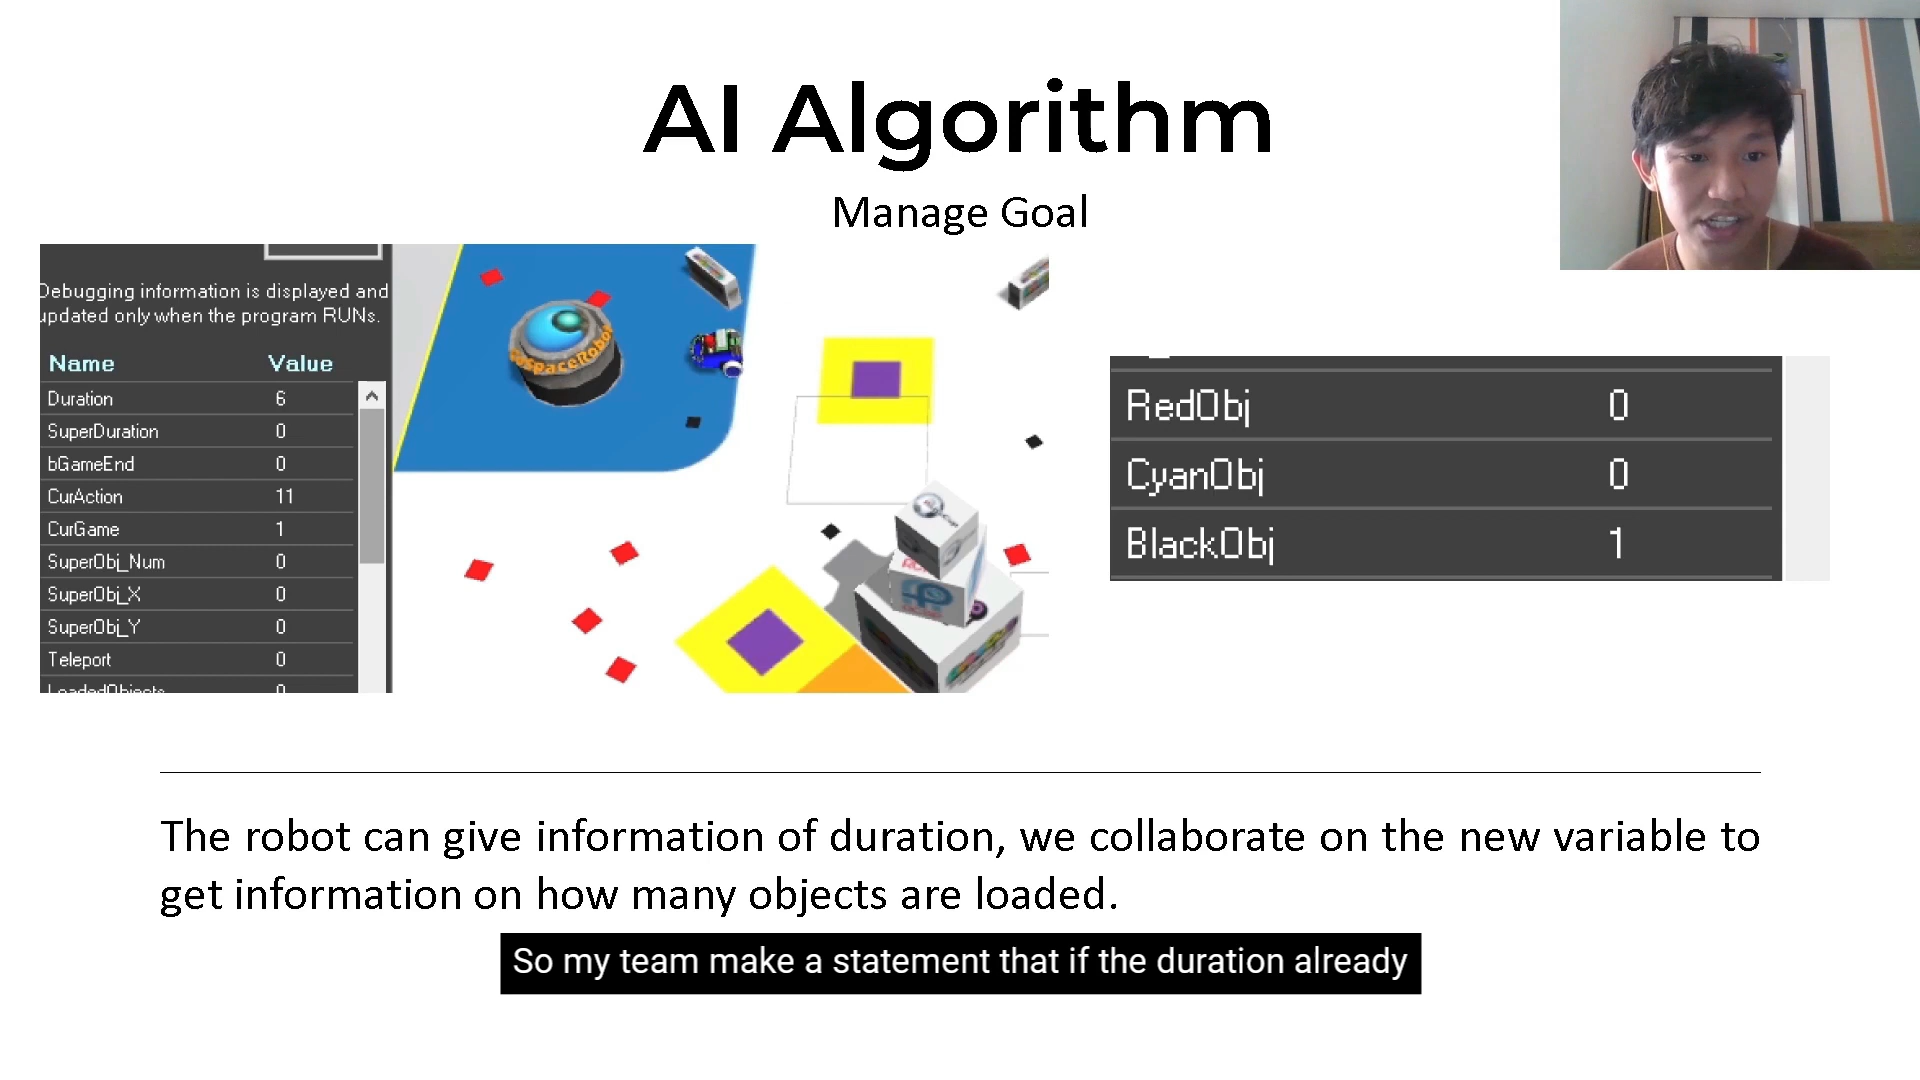 AI Algorithm
Manage Goal
Debugging information is displayed and
updated only when the program RUNs.
Name Value
Duration 6
SuperDuration 0
bGameEnd 0
CurAction 11
CurGame 1
SuperObj_Num 0
SuperObj_X 0
SuperObj_Y 0
Teleport 0
LoadedObjects 0
CoSpaceRobot
RedObj 0
CyanObj 0
BlackObj 1
The robot can give information of duration, we collaborate on the new variable to
get information on how many objects are loaded.
So my team make a statement that if the duration already